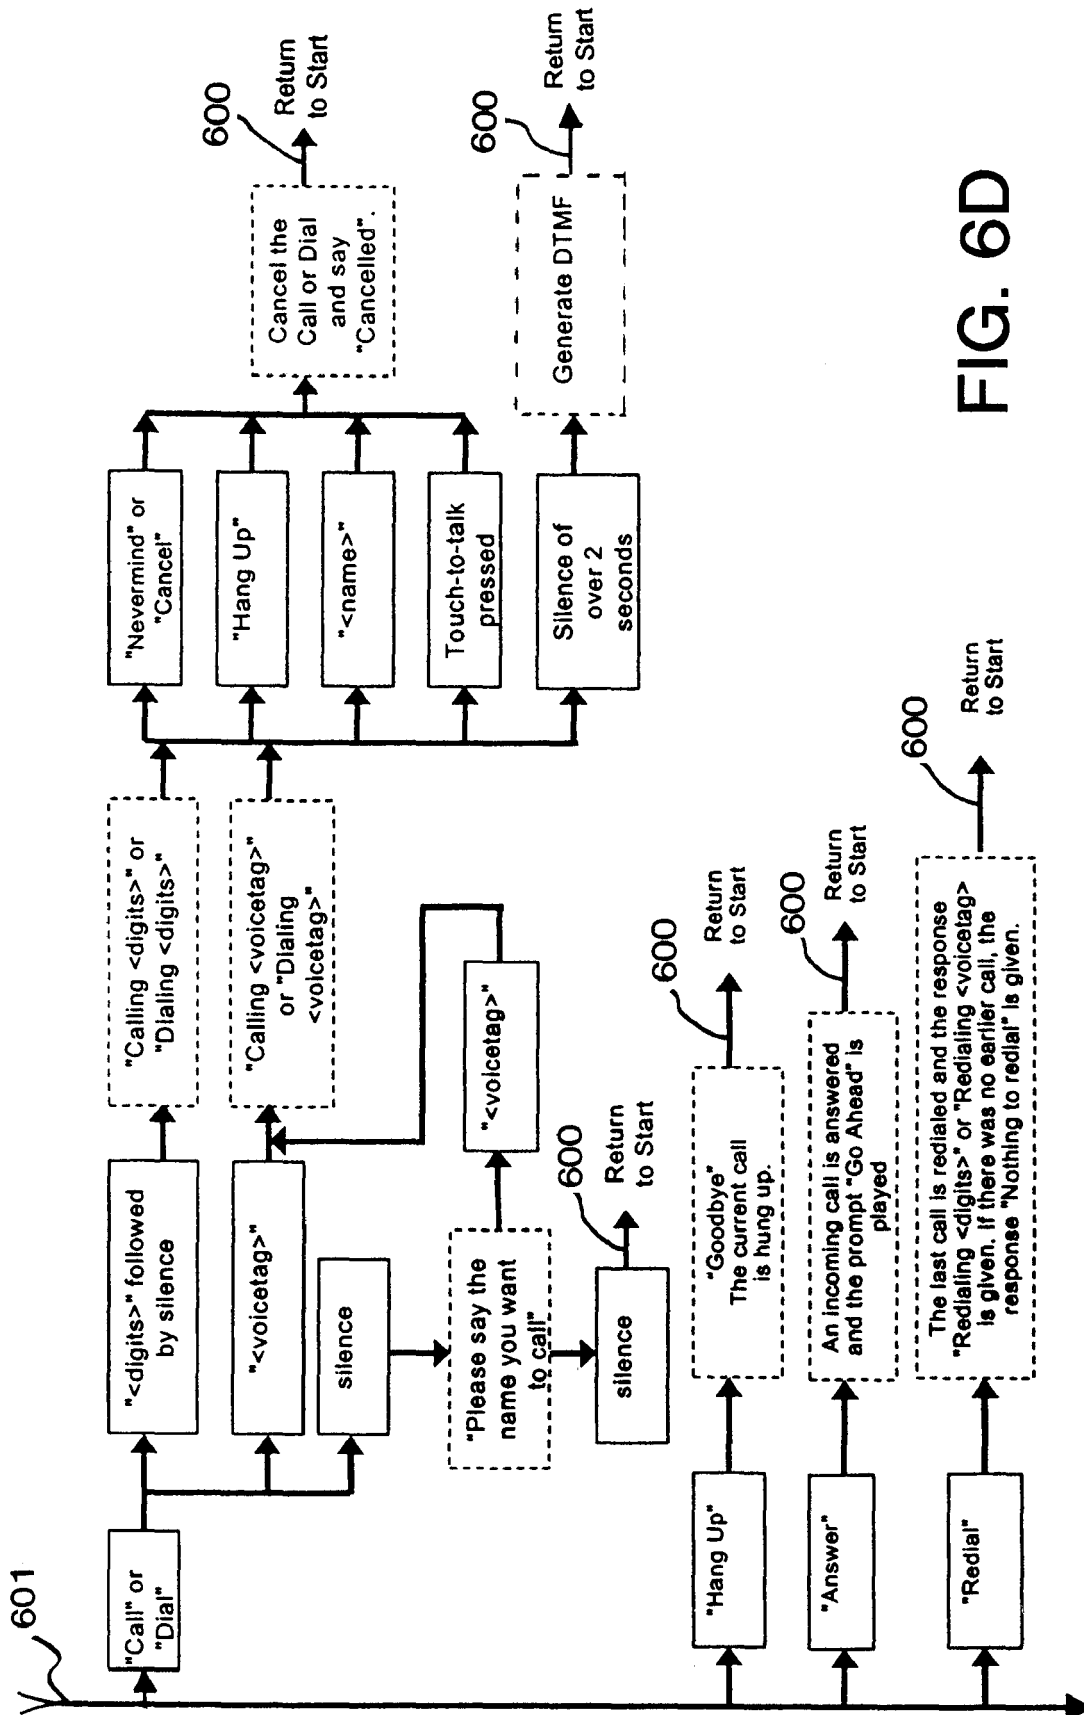 601
"Call" or
"Dial"
"<digits>" followed
by silence
"Calling <digits>" or
"Dialing <digits>"
"<voicetag>"
"Calling <voicetag>"
or "Dialing
<voicetag>"
silence
"Please say the
name you want
to call"
"<voicetag>"
silence
600
Return
to Start
"Nevermind" or
"Cancel"
"Hang Up"
"<name>"
Touch-to-talk
pressed
Silence of
over 2
seconds
Cancel the
Call or Dial
and say
"Cancelled".
600
Return
to Start
Generate DTMF
600
Return
to Start
"Hang Up"
"Goodbye"
The current call
is hung up.
600
Return
to Start
"Answer"
An incoming call is answered
and the prompt "Go Ahead" is
played
600
Return
to Start
"Redial"
The last call is redialed and the response
"Redialing <digits>" or "Redialing <voicetag>
is given. If there was no earlier call, the
response "Nothing to redial" is given.
600
Return
to Start
FIG. 6D